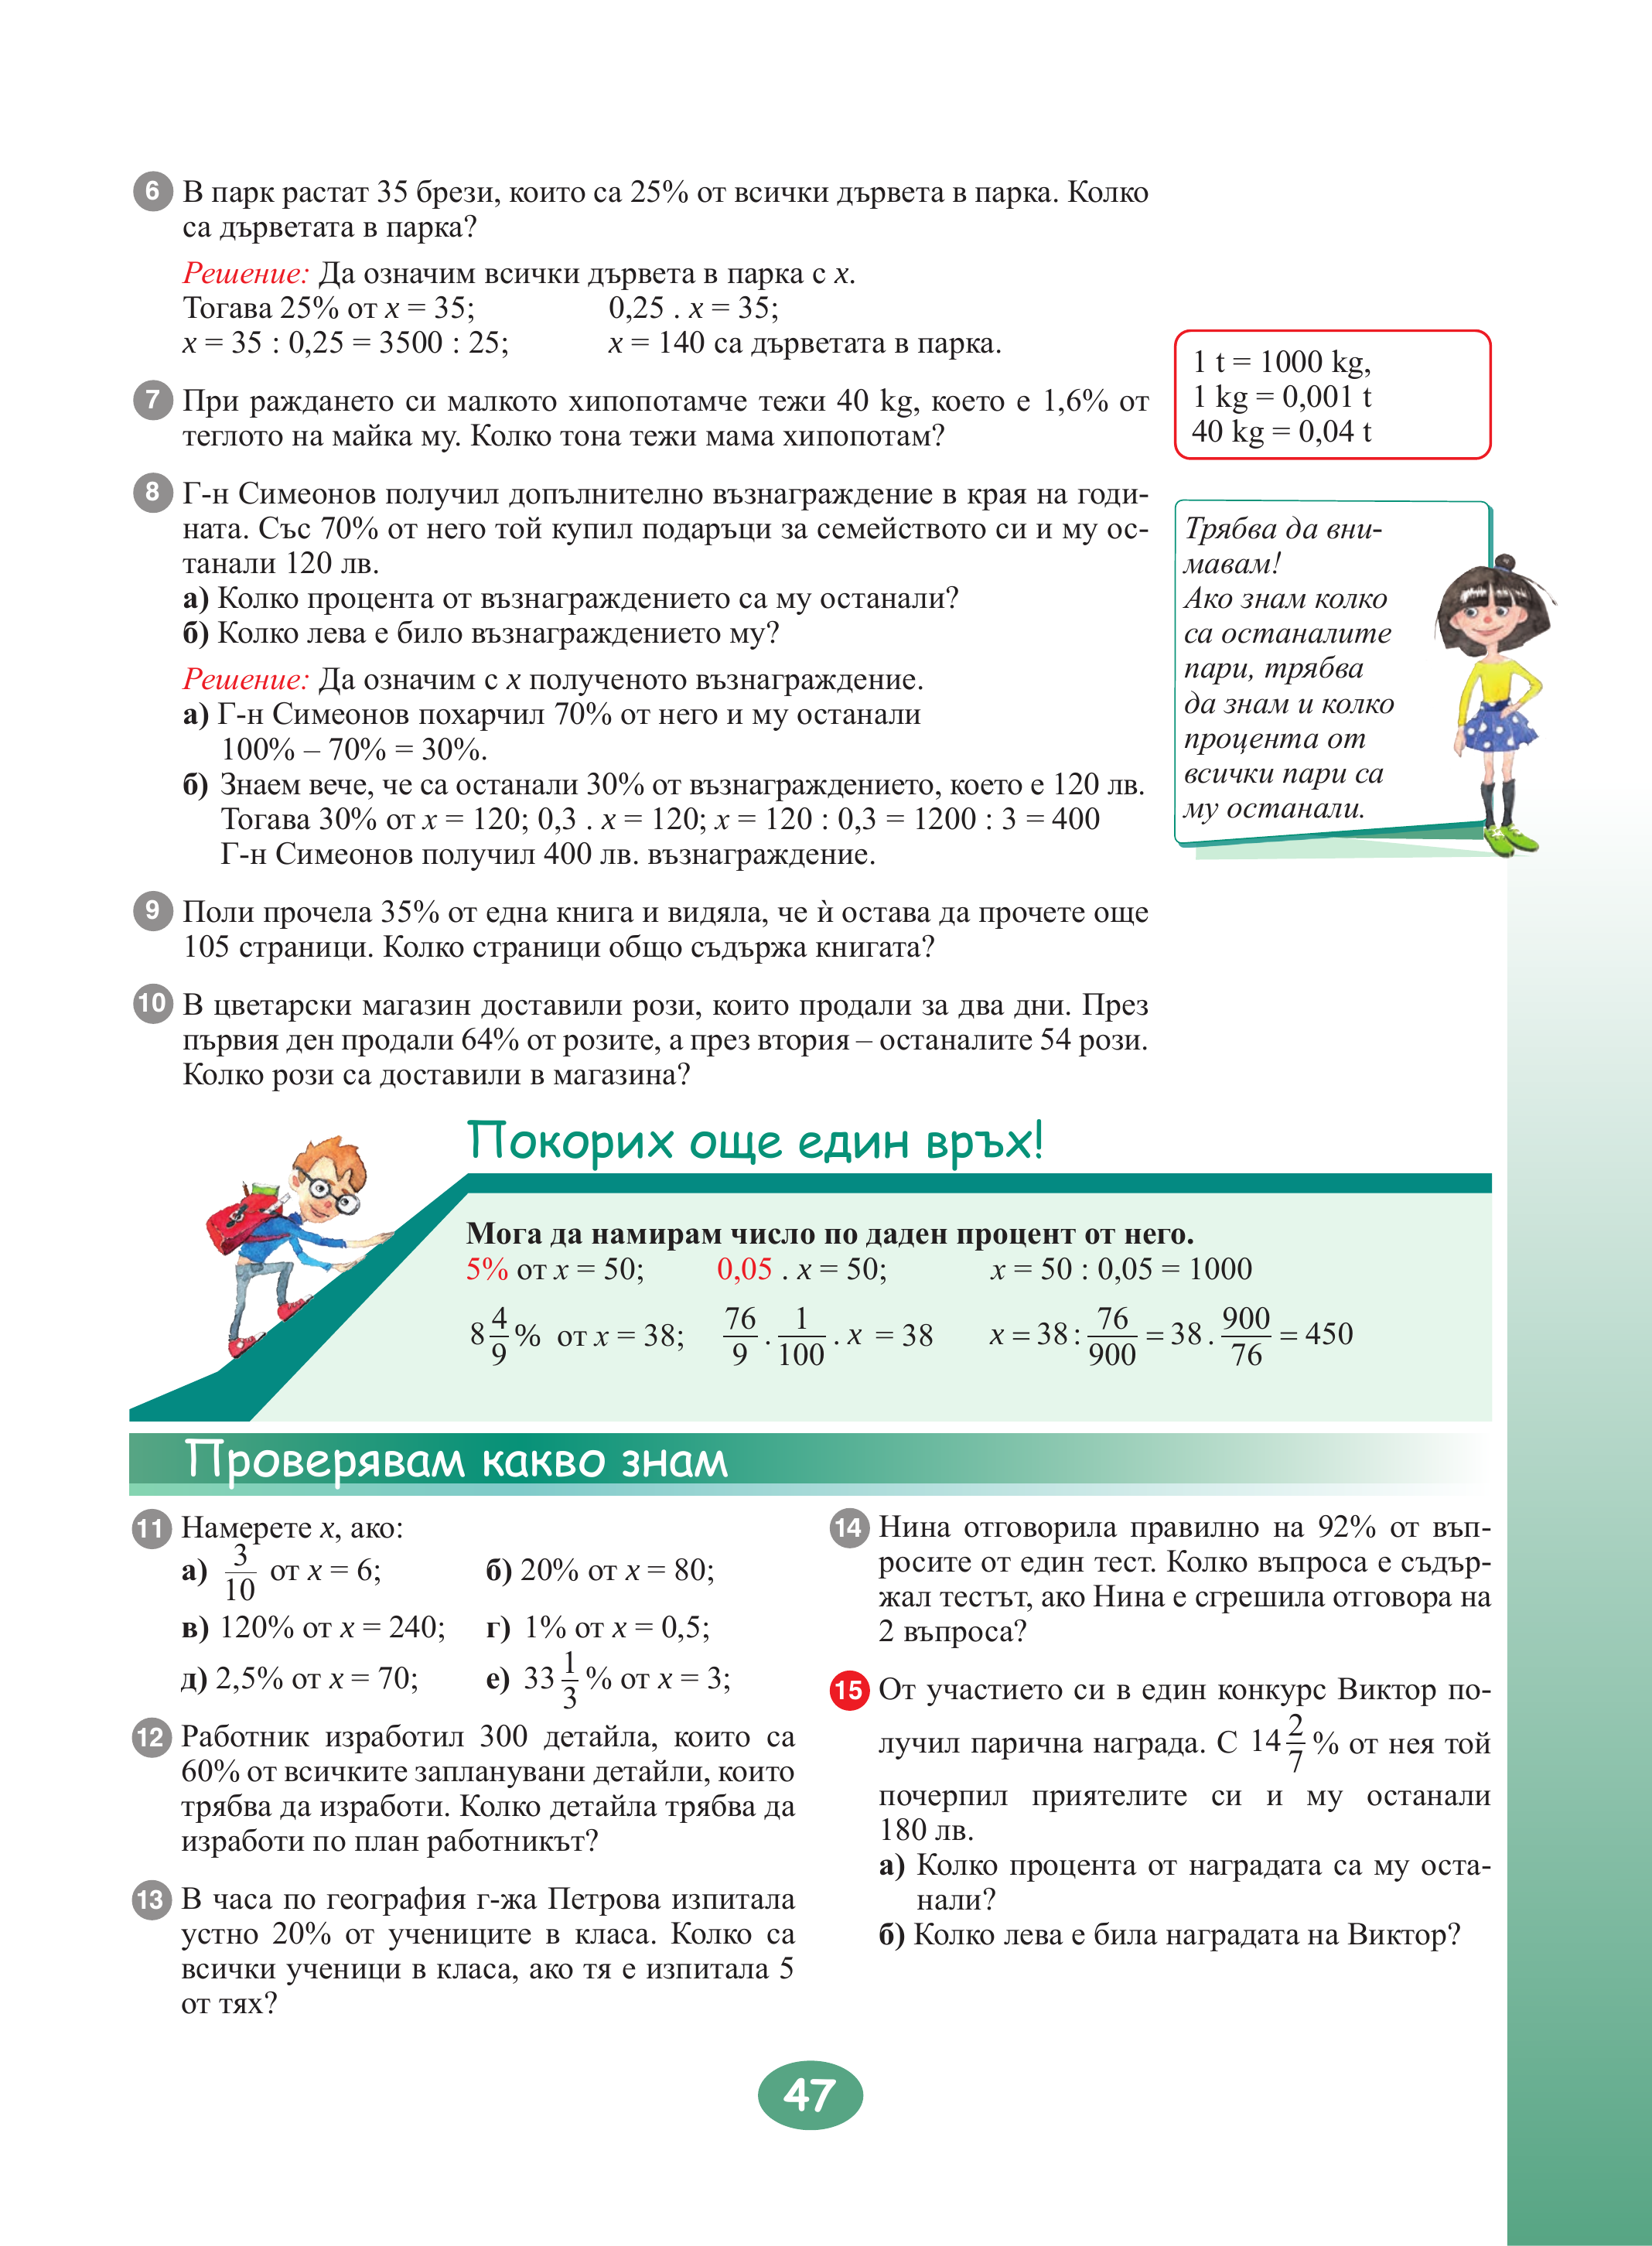 6 В парк растат 35 брези, които са 25% от всички дървета в парка. Колко
са дърветата в парка?
Решение: Да означим всички дървета в парка с x.
Тогава 25% от x = 35; 0,25 . x = 35;
x = 35 : 0,25 = 3500 : 25; x = 140 са дърветата в парка.
7 При раждането си малкото хипопотамче тежи 40 kg, което е 1,6% от
теглото на майка му. Колко тона тежи мама хипопотам?
1 t = 1000 kg,
1 kg = 0,001 t
40 kg = 0,04 t
8 Г-н Симеонов получил допълнително възнаграждение в края на годи-
ната. Със 70% от него той купил подаръци за семейството си и му ос-
танали 120 лв.
а) Колко процента от възнаграждението са му останали?
б) Колко лева е било възнаграждението му?
Решение: Да означим с x полученото възнаграждение.
а) Г-н Симеонов похарчил 70% от него и му останали
100% – 70% = 30%.
б) Знаем вече, че са останали 30% от възнаграждението, което е 120 лв.
Тогава 30% от x = 120; 0,3 . x = 120; x = 120 : 0,3 = 1200 : 3 = 400
Г-н Симеонов получил 400 лв. възнаграждение.
Трябва да вни-
мавам!
Ако знам колко
са останалите
пари, трябва
да знам и колко
процента от
всички пари са
му останали.
9 Поли прочела 35% от една книга и видяла, че ѝ остава да прочете още
105 страници. Колко страници общо съдържа книгата?
10 В цветарски магазин доставили рози, които продали за два дни. През
първия ден продали 64% от розите, а през втория – останалите 54 рози.
Колко рози са доставили в магазина?
Покорих още един връх!
Мога да намирам число по даден процент от него.
5% от x = 50; 0,05 . x = 50; x = 50 : 0,05 = 1000
8 4/9 % от x = 38; 76/9 . 1/100 . x = 38 x = 38 : 76/900 = 38 . 900/76 = 450
Проверявам какво знам
11 Намерете x, ако:
а) 3/10 от x = 6; б) 20% от x = 80;
в) 120% от x = 240; г) 1% от x = 0,5;
д) 2,5% от x = 70; е) 33 1/3 % от x = 3;
12 Работник изработил 300 детайла, които са
60% от всичките запланувани детайли, които
трябва да изработи. Колко детайла трябва да
изработи по план работникът?
13 В часа по география г-жа Петрова изпитала
устно 20% от учениците в класа. Колко са
всички ученици в класа, ако тя е изпитала 5
от тях?
14 Нина отговорила правилно на 92% от въп-
росите от един тест. Колко въпроса е съдър-
жал тестът, ако Нина е сгрешила отговора на
2 въпроса?
15 От участието си в един конкурс Виктор по-
лучил парична награда. С 14 2/7 % от нея той
почерпил приятелите си и му останали
180 лв.
а) Колко процента от наградата са му оста-
нали?
б) Колко лева е била наградата на Виктор?
47